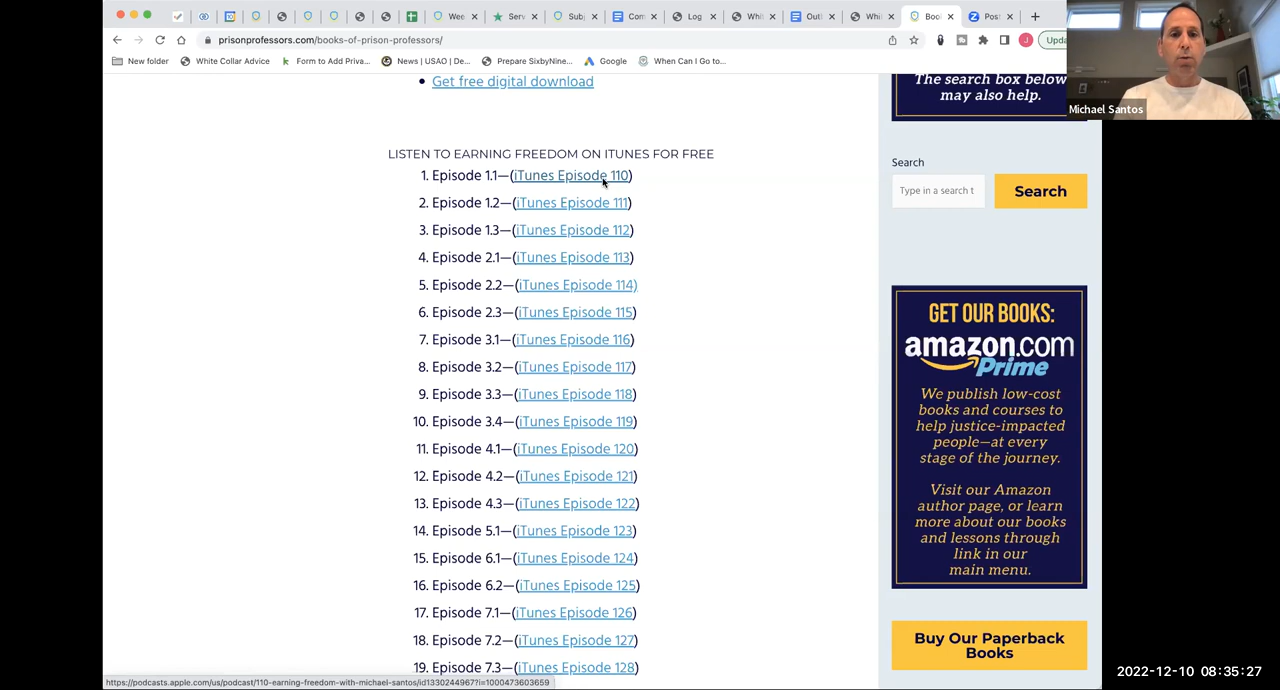 Wee
Serv
Sub
Com
Log
Whit
Outl
Whi
Boo
Post
prisonprofessors.com/books-of-prison-professors/
J
Upda
New folder
White Collar Advice
Form to Add Priva...
News | USAO | De...
Prepare SixbyNine...
Google
When Can I Go to...
Michael Santos
Get free digital download
The search box below
may also help.
LISTEN TO EARNING FREEDOM ON ITUNES FOR FREE
1. Episode 1.1—(iTunes Episode 110)
2. Episode 1.2—(iTunes Episode 111)
3. Episode 1.3—(iTunes Episode 112)
4. Episode 2.1—(iTunes Episode 113)
5. Episode 2.2—(iTunes Episode 114)
6. Episode 2.3—(iTunes Episode 115)
7. Episode 3.1—(iTunes Episode 116)
8. Episode 3.2—(iTunes Episode 117)
9. Episode 3.3—(iTunes Episode 118)
10. Episode 3.4—(iTunes Episode 119)
11. Episode 4.1—(iTunes Episode 120)
12. Episode 4.2—(iTunes Episode 121)
13. Episode 4.3—(iTunes Episode 122)
14. Episode 5.1—(iTunes Episode 123)
15. Episode 6.1—(iTunes Episode 124)
16. Episode 6.2—(iTunes Episode 125)
17. Episode 7.1—(iTunes Episode 126)
18. Episode 7.2—(iTunes Episode 127)
19. Episode 7.3—(iTunes Episode 128)
Search
Type in a search t
Search
GET OUR BOOKS:
amazon.com
Prime
We publish low-cost
books and courses to
help justice-impacted
people—at every
stage of the journey.
Visit our Amazon
author page, or learn
more about our books
and lessons through
link in our
main menu.
Buy Our Paperback
Books
https://podcasts.apple.com/us/podcast/110-earning-freedom-with-michael-santos/id1330244967?i=1000473603659
2022-12-10 08:35:27